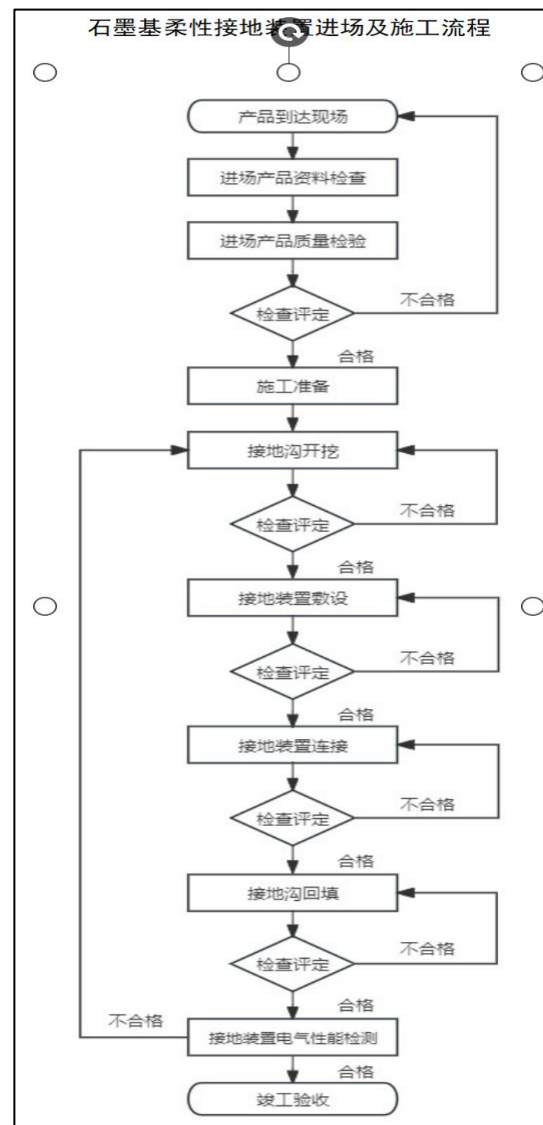 石墨基柔性接地装置进场及施工流程
产品到达现场
进场产品资料检查
进场产品质量检验
检查评定
不合格
合格
施工准备
接地沟开挖
检查评定
不合格
合格
接地装置敷设
检查评定
不合格
合格
接地装置连接
检查评定
不合格
合格
接地沟回填
检查评定
不合格
合格
不合格
接地装置电气性能检测
合格
竣工验收